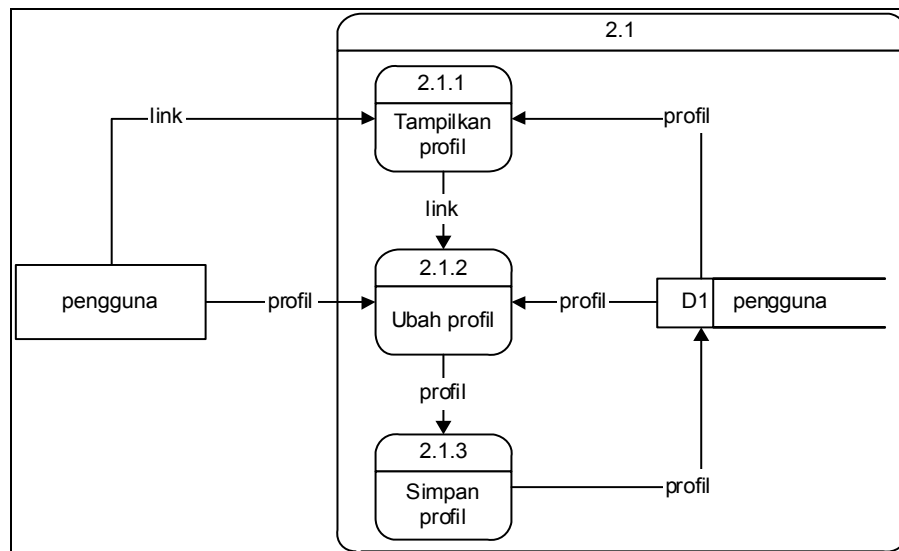 2.1
2.1.1
Tampilkan
profil
link
profil
link
2.1.2
Ubah profil
pengguna
profil
profil
D1
pengguna
profil
2.1.3
Simpan
profil
profil